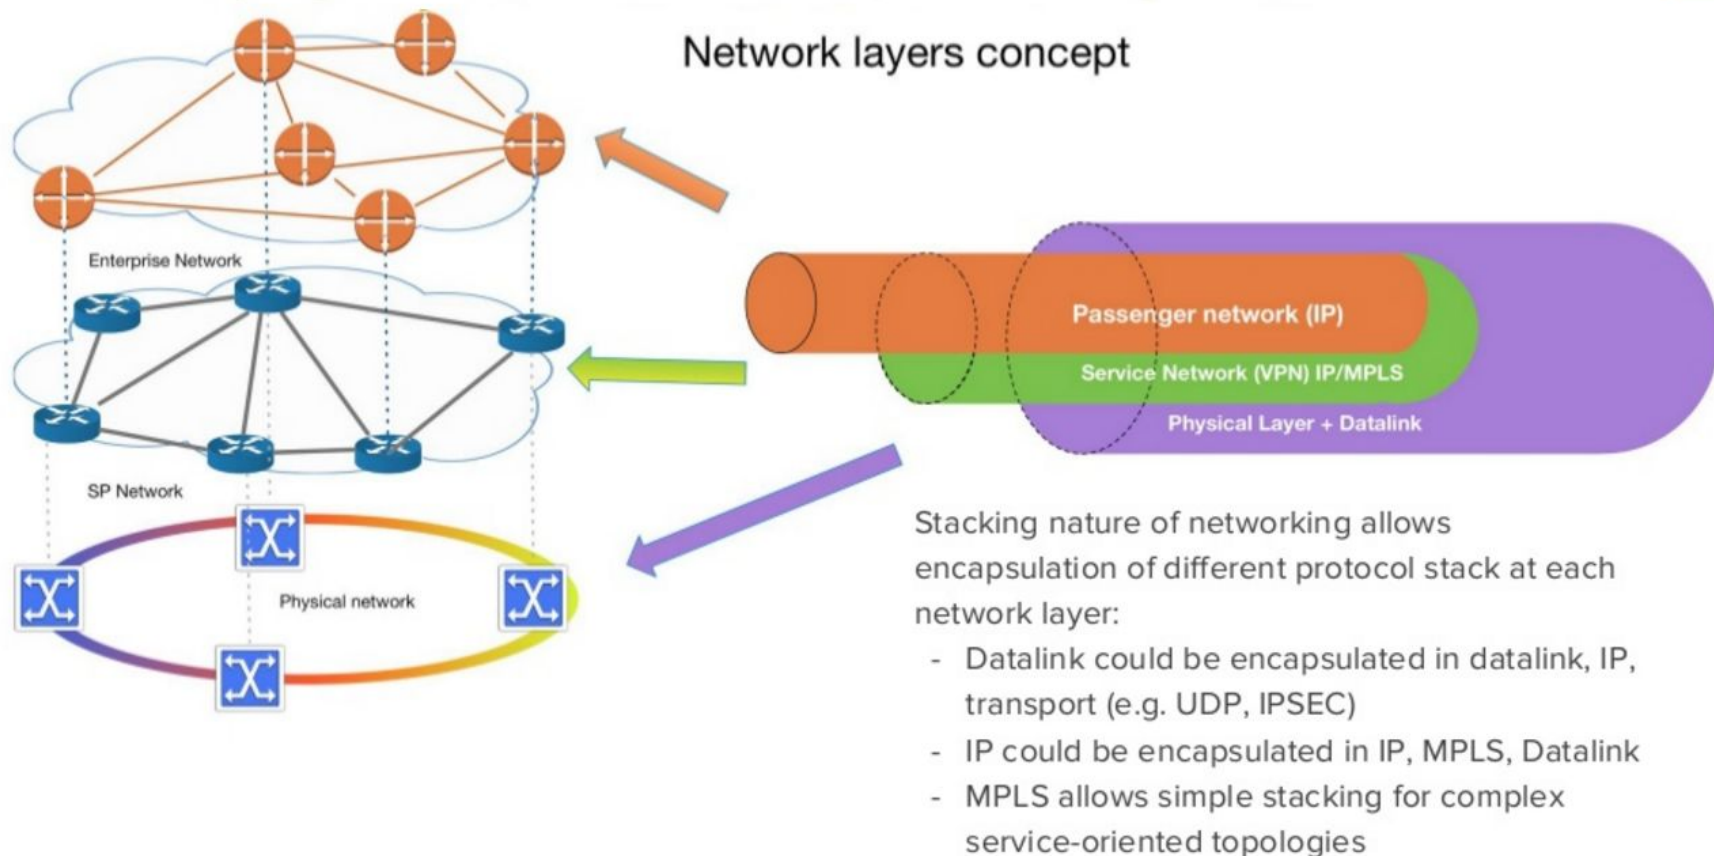 Network layers concept
Enterprise Network
SP Network
Physical network
Passenger network (IP)
Service Network (VPN) IP/MPLS
Physical Layer + Datalink
Stacking nature of networking allows
encapsulation of different protocol stack at each
network layer:
- Datalink could be encapsulated in datalink, IP,
transport (e.g. UDP, IPSEC)
- IP could be encapsulated in IP, MPLS, Datalink
- MPLS allows simple stacking for complex
service-oriented topologies